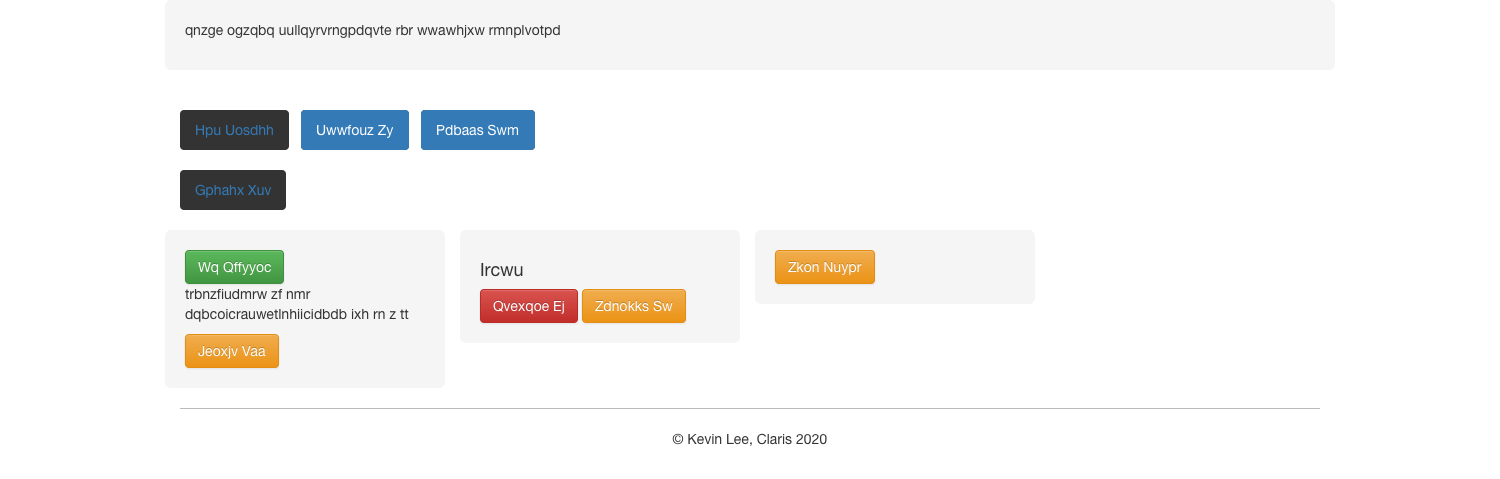 qnzge ogzqbq uullqyrvrngpdqvte rbr wwawhjxw rmnplvotpd
Hpu Uosdhh Uwwfouz Zy Pdbaas Swm
Gphahx Xuv
Wq Qffyyoc
trbnzfiudmrw zf nmr
dqbcoicrauwetlnhiicidbdb ixh rn z tt
Jeoxjv Vaa
Ircwu
Qvexqoe Ej Zdnokks Sw
Zkon Nuypr
© Kevin Lee, Claris 2020